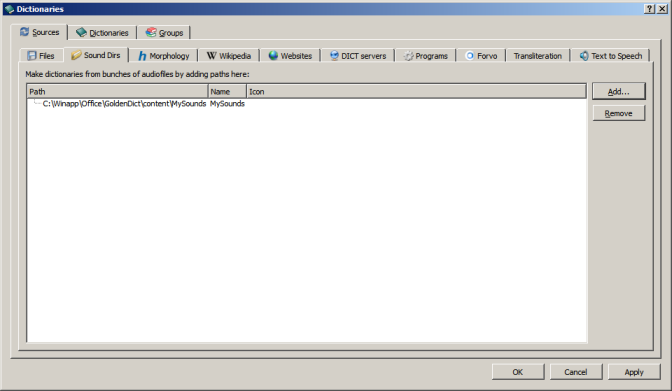 Dictionaries
Sources Dictionaries Groups
Files Sound Dirs Morphology Wikipedia Websites DICT servers Programs Forvo Transliteration Text to Speech
Make dictionaries from bunches of audiofiles by adding paths here:
Path Name Icon
C:\Winapp\Office\GoldenDict\content\MySounds MySounds
Add...
Remove
OK Cancel Apply